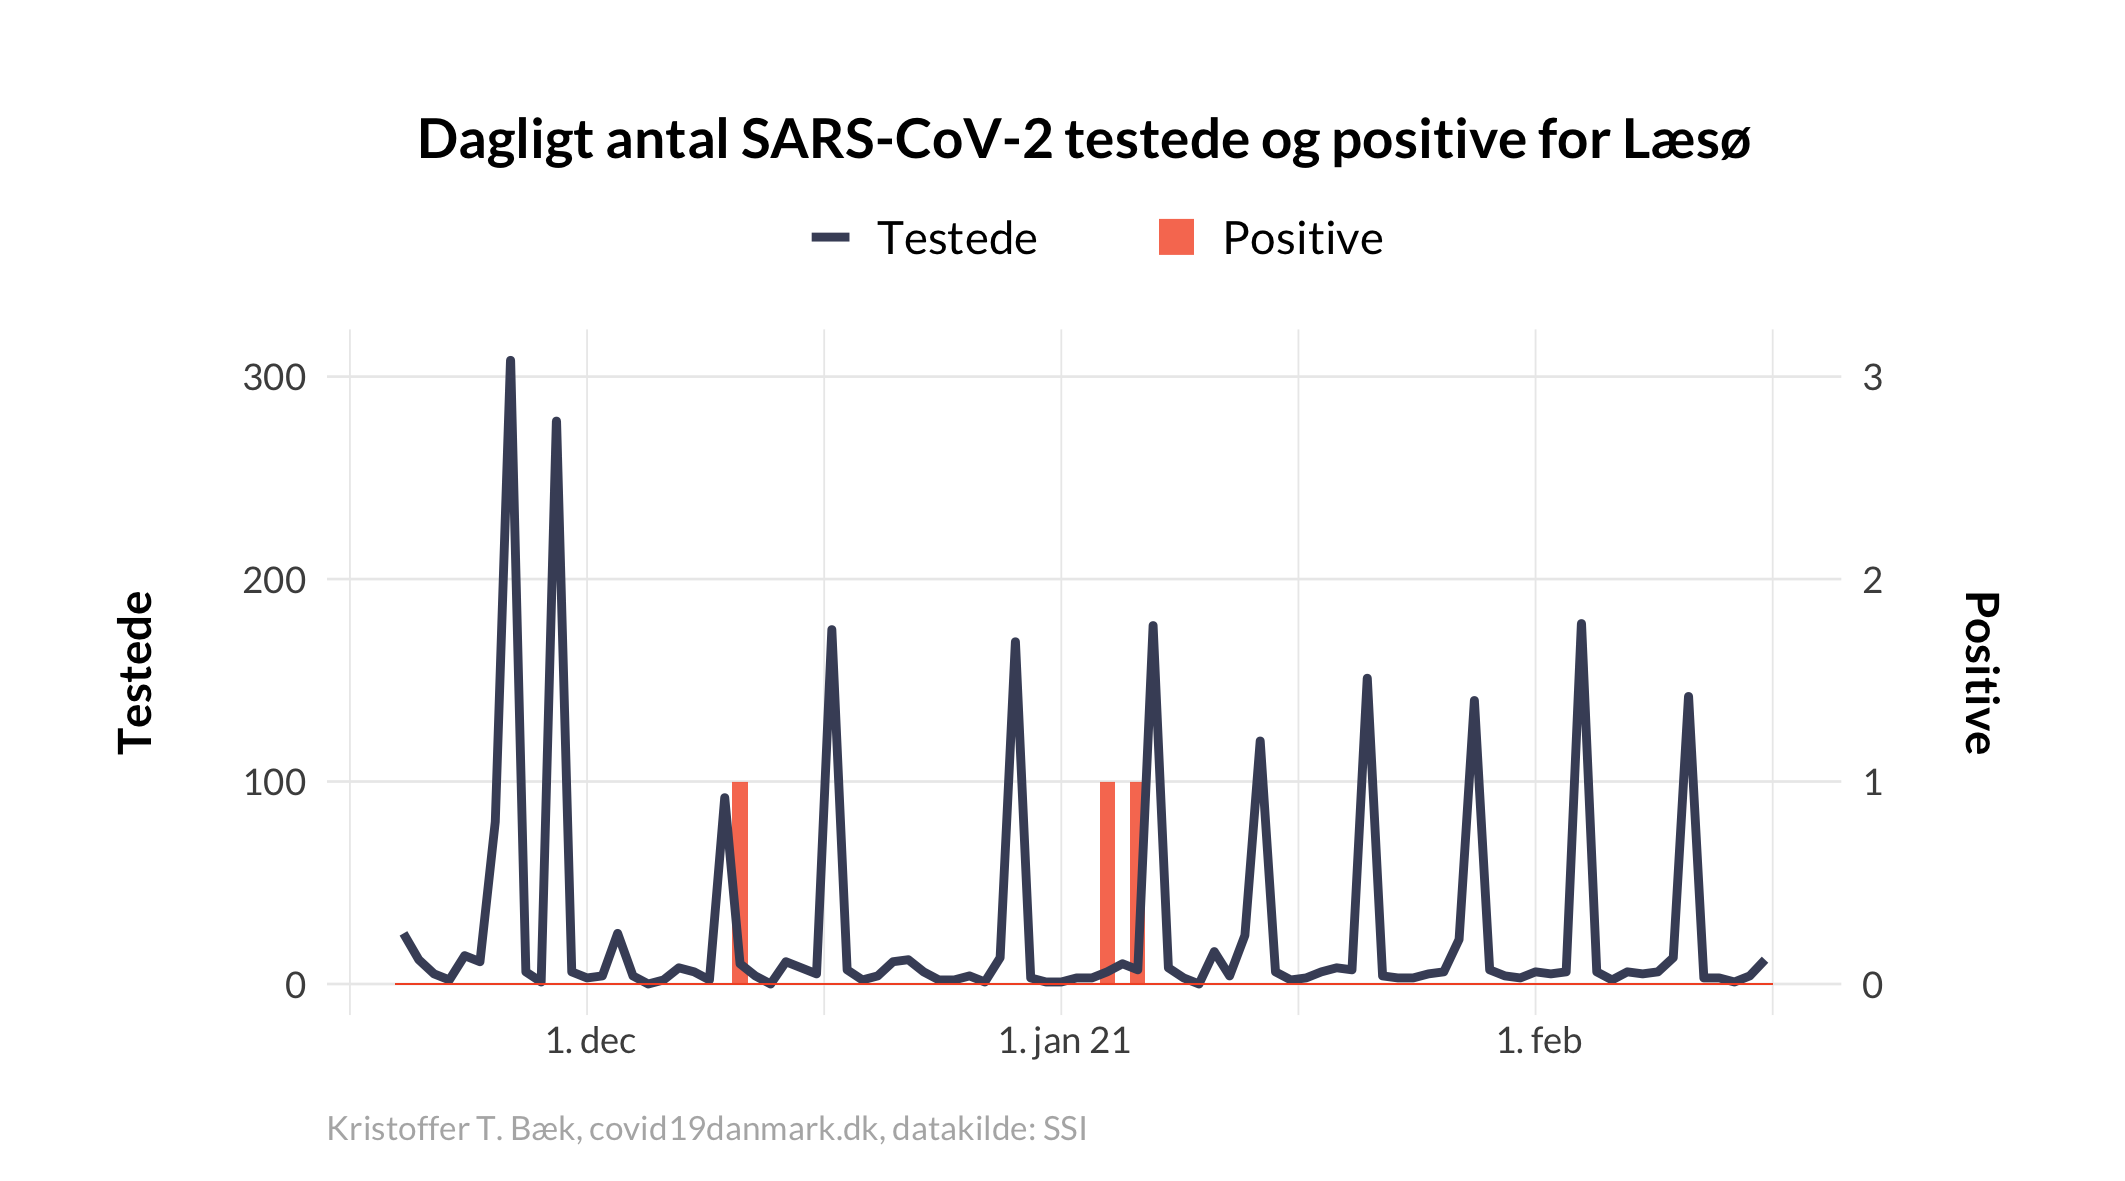 Dagligt antal SARS-CoV-2 testede og positive for Læsø
Testede
Positive
300
200
100
0
3
2
1
0
Testede
Positive
1. dec
1. jan 21
1. feb
Kristoffer T. Bæk, covid19danmark.dk, datakilde: SSI